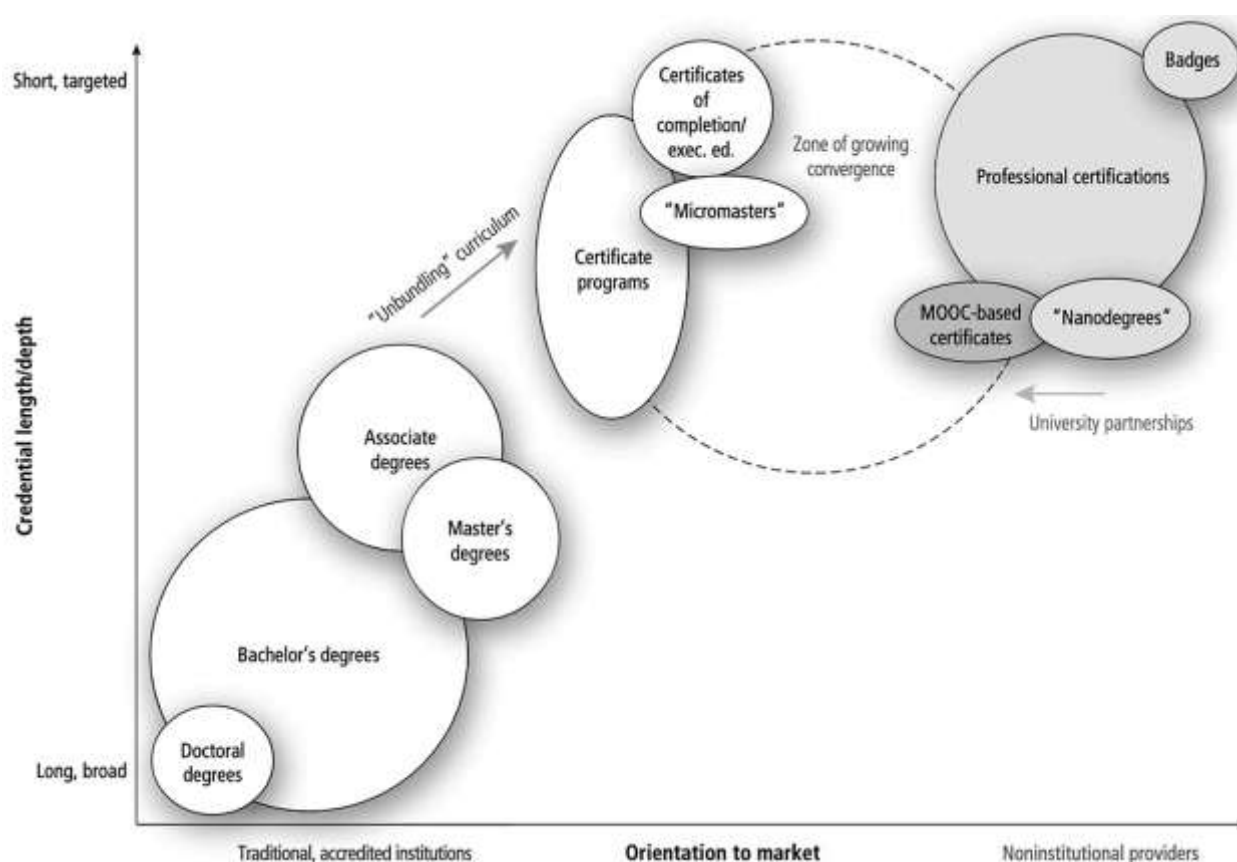 Short, targeted
Certificates
of
completion/
exec. ed.
Badges
Zone of growing
convergence
Professional certifications
"Micromasters"
"Unbundling" curriculum
Certificate
programs
MOOC-based
certificates
"Nanodegrees"
University partnerships
Credential length/depth
Associate
degrees
Master's
degrees
Bachelor's degrees
Doctoral
degrees
Long, broad
Traditional, accredited institutions
Orientation to market
Noninstitutional providers